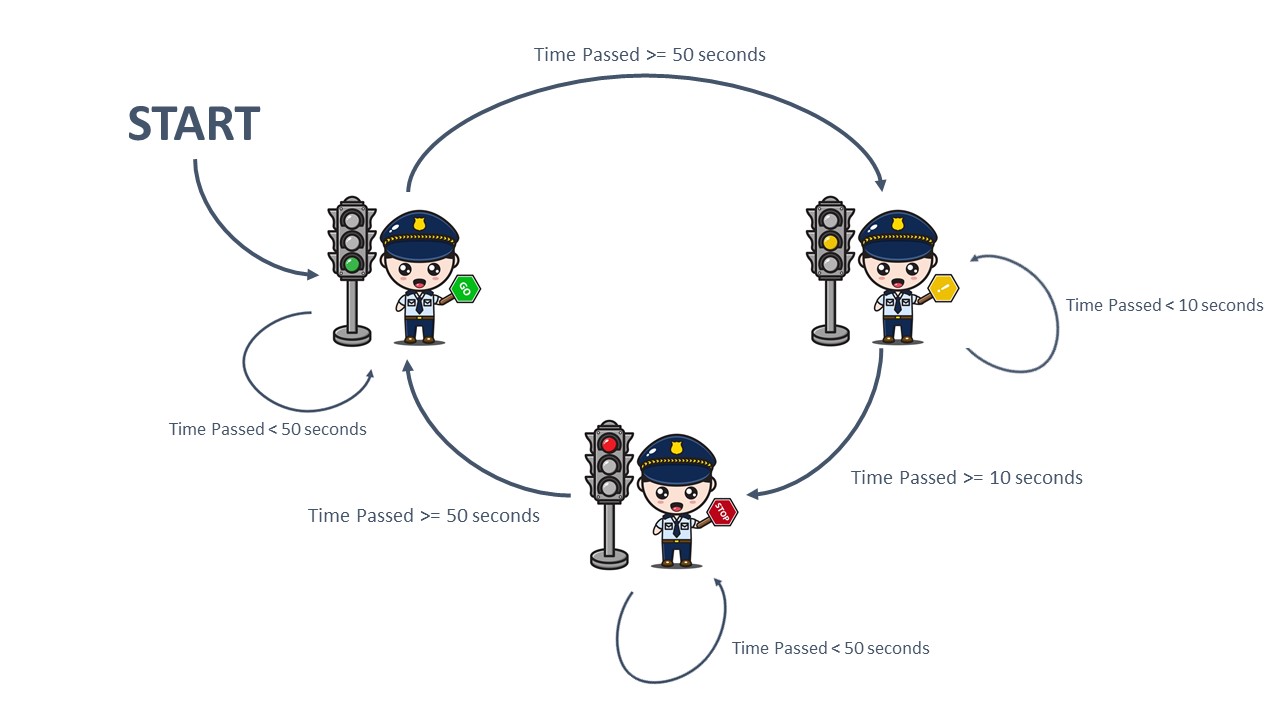 Time Passed >= 50 seconds
START
GO
!
Time Passed < 10 seconds
Time Passed < 50 seconds
Time Passed >= 10 seconds
Time Passed >= 50 seconds
STOP
Time Passed < 50 seconds